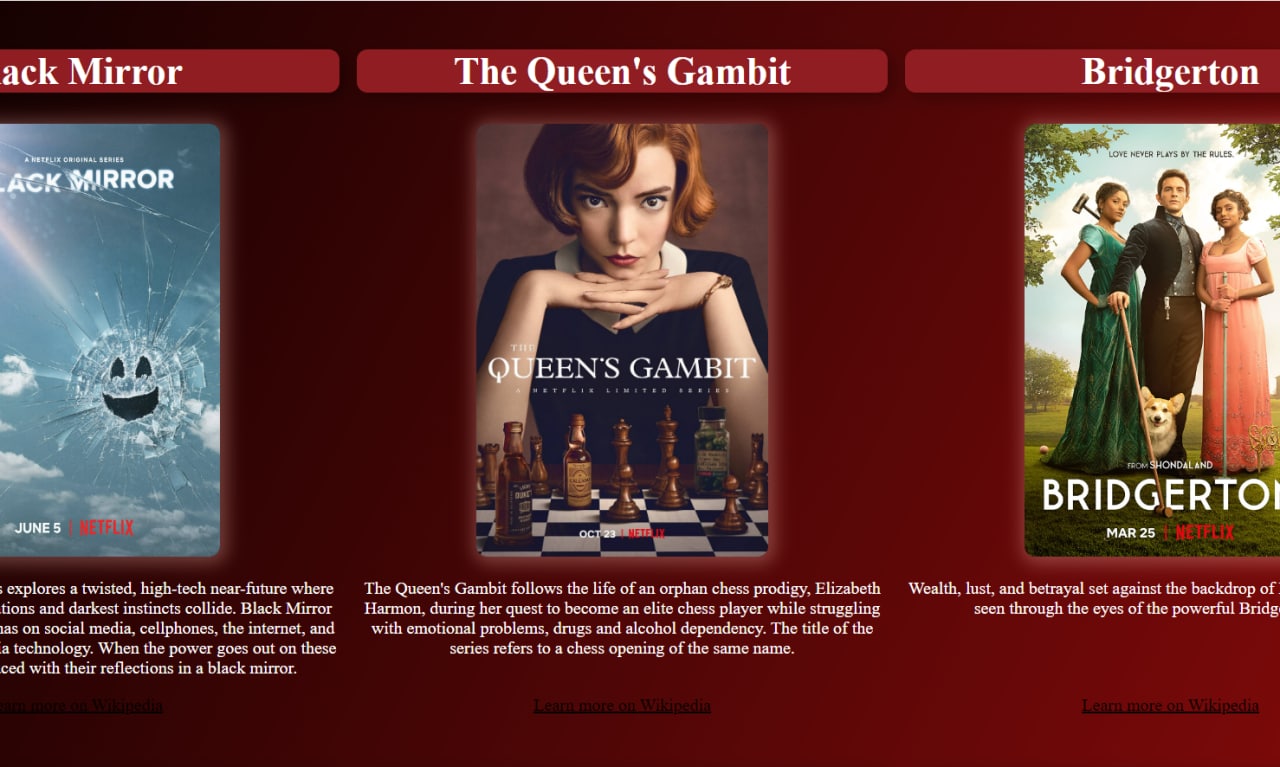 ack Mirror
The Queen's Gambit
Bridgerton
A NETFLIX ORIGINAL SERIES
LACK MIRROR
JUNE 5 | NETFLIX
THE
QUEEN'S GAMBIT
A NETFLIX LIMITED SERIES
OCT 23 | NETFLIX
LOVE NEVER PLAYS BY THE RULES.
FROM SHONDALAND
BRIDGERTON
MAR 25 | NETFLIX
s explores a twisted, high-tech near-future where
tions and darkest instincts collide. Black Mirror
has on social media, cellphones, the internet, and
ia technology. When the power goes out on these
ced with their reflections in a black mirror.
The Queen's Gambit follows the life of an orphan chess prodigy, Elizabeth
Harmon, during her quest to become an elite chess player while struggling
with emotional problems, drugs and alcohol dependency. The title of the
series refers to a chess opening of the same name.
Wealth, lust, and betrayal set against the backdrop of
seen through the eyes of the powerful Bridge
earn more on Wikipedia
Learn more on Wikipedia
Learn more on Wikipedia